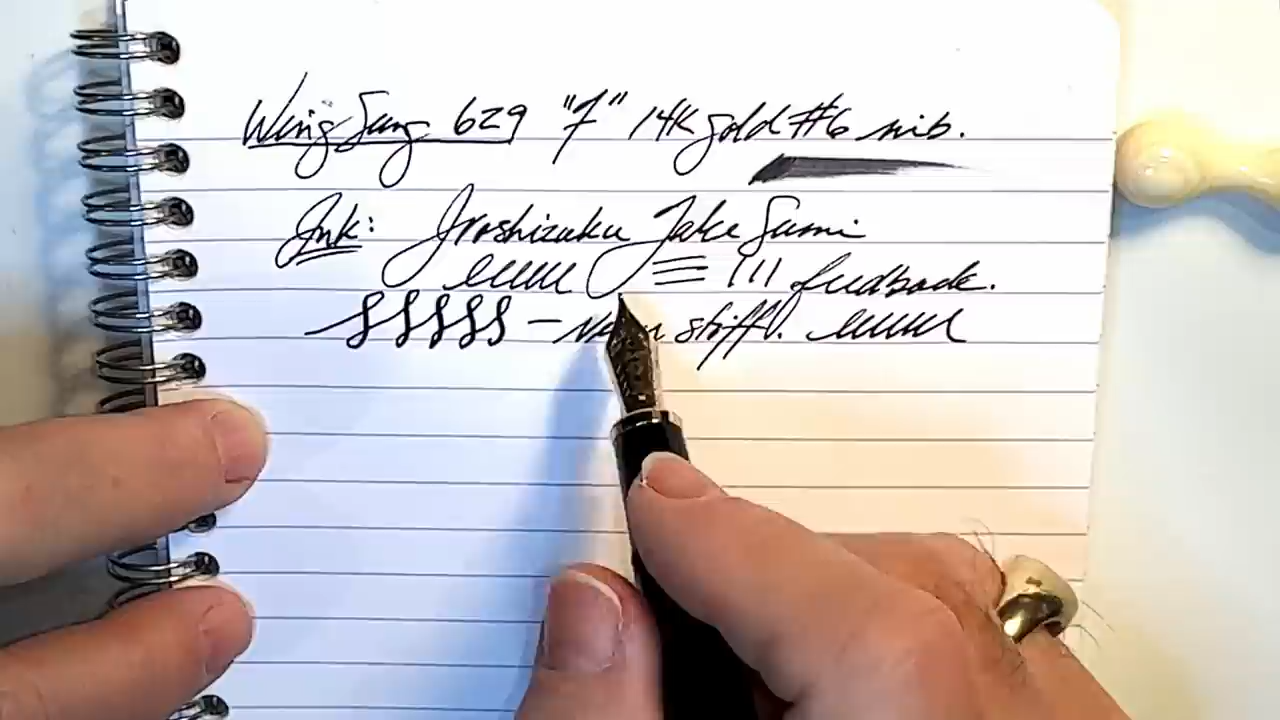 Wing Sung 629 "F" 14K gold #6 nib.
Ink: Iroshizuku Take Sumi
feedback.
– stiff.